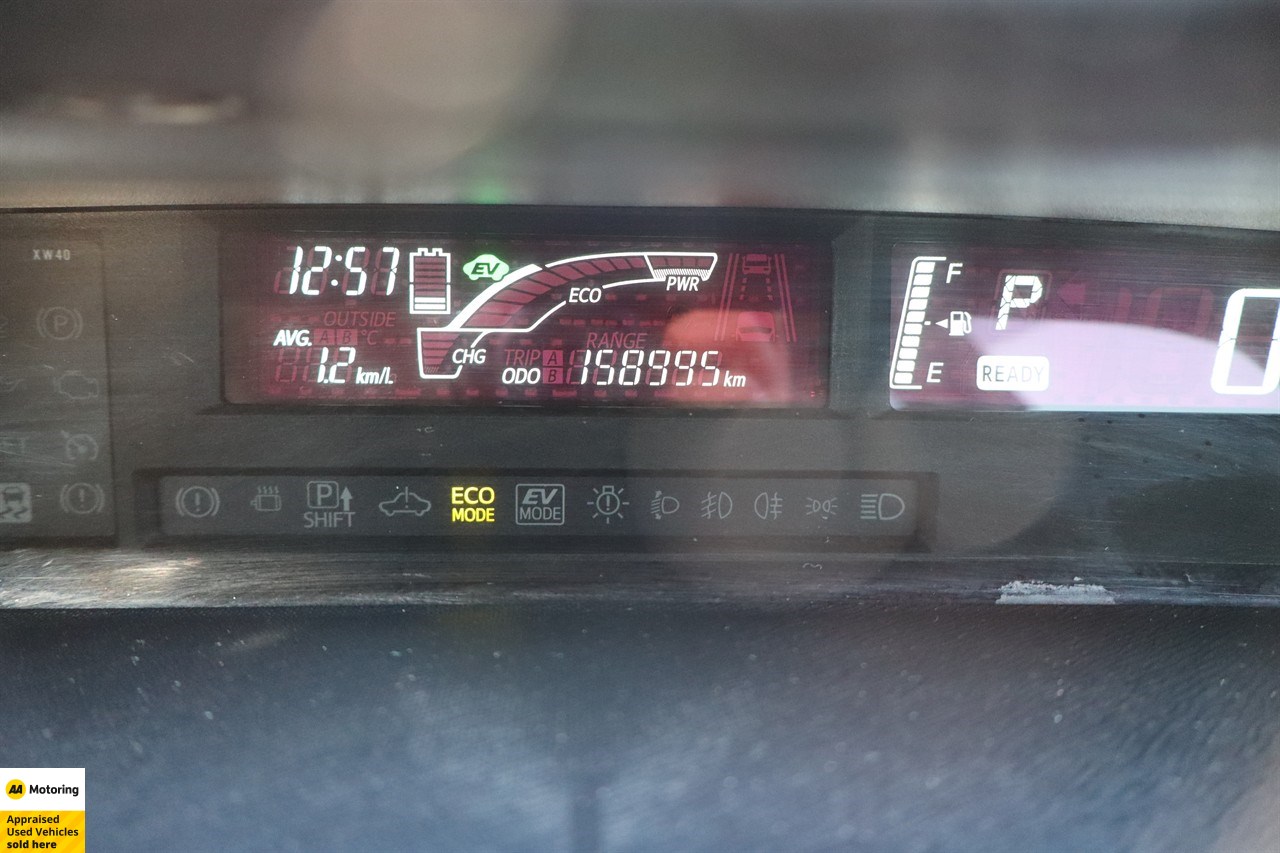 XW40
12:57
EV
ECO
PWR
OUTSIDE
AVG. A B °C
1.2 km/L
CHG
RANGE
TRIP A
ODO B 158995 km
F
E
P
READY
0
P
SHIFT
ECO
MODE
EV
MODE
AA Motoring
Appraised
Used Vehicles
sold here